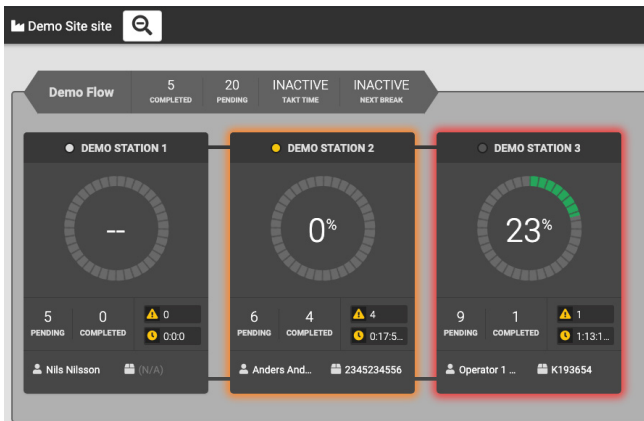 Demo Site site
Demo Flow
5 20 INACTIVE INACTIVE
COMPLETED PENDING TAKT TIME NEXT BREAK
DEMO STATION 1
--
5 0
PENDING COMPLETED
0
0:0:0
Nils Nilsson (N/A)
DEMO STATION 2
0%
6 4
PENDING COMPLETED
4
0:17:5...
Anders And... 2345234556
DEMO STATION 3
23%
9 1
PENDING COMPLETED
1
1:13:1...
Operator 1 ... K193654